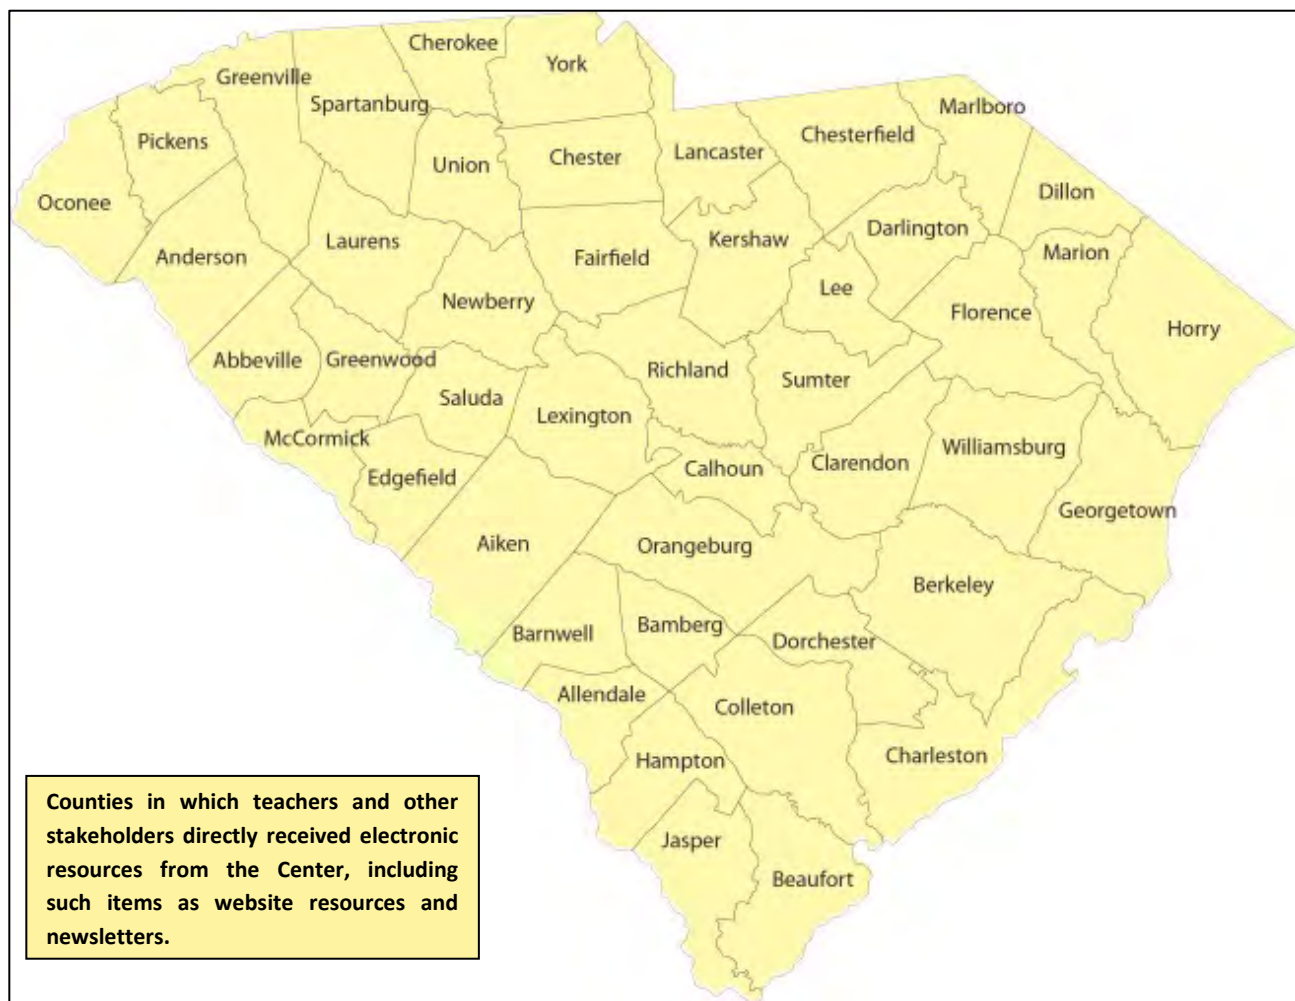 Cherokee
York
Greenville
Spartanburg
Marlboro
Chesterfield
Pickens
Union
Chester
Lancaster
Dillon
Oconee
Laurens
Kershaw
Darlington
Anderson
Fairfield
Marion
Lee
Newberry
Florence
Horry
Abbeville
Greenwood
Richland
Sumter
Saluda
Lexington
McCormick
Williamsburg
Edgefield
Calhoun
Clarendon
Georgetown
Aiken
Orangeburg
Berkeley
Barnwell
Bamberg
Dorchester
Allendale
Colleton
Hampton
Charleston
Jasper
Beaufort
Counties in which teachers and other
stakeholders directly received electronic
resources from the Center, including
such items as website resources and
newsletters.